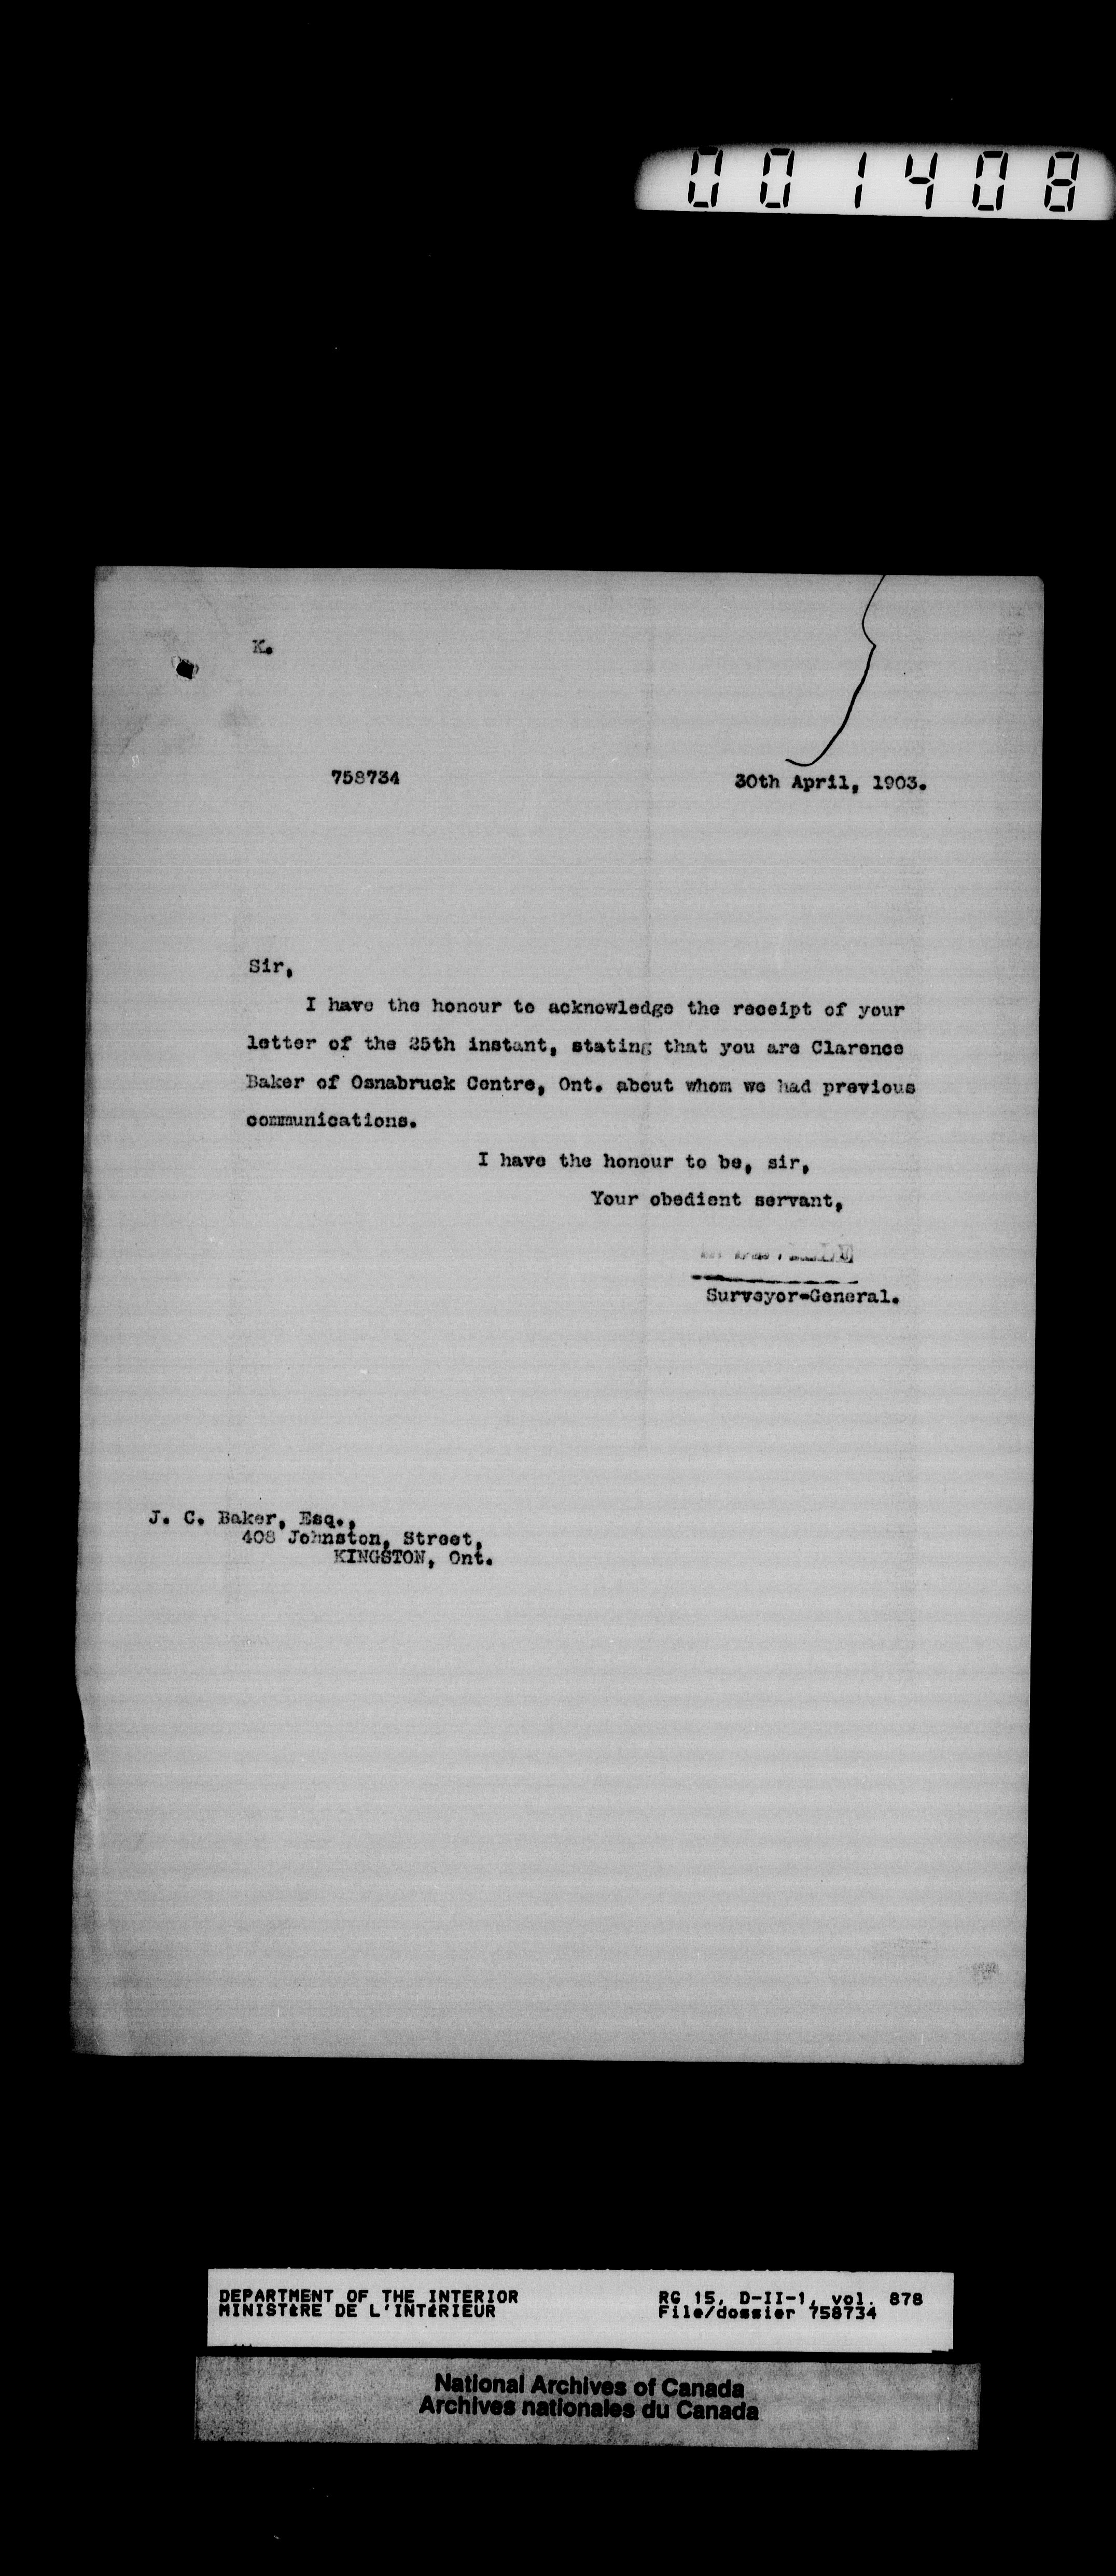 001408
K.
758734 30th April, 1903.
Sir,
I have the honour to acknowledge the receipt of your
letter of the 25th instant, stating that you are Clarence
Baker of Osnabruck Centre, Ont. about whom we had previous
communications.
I have the honour to be, sir,
Your obedient servant,
Surveyor-General.
J. C. Baker, Esq.,
408 Johnston, Street,
KINGSTON, Ont.
DEPARTMENT OF THE INTERIOR RG 15, D-II-1, vol. 878
MINISTÈRE DE L'INTÉRIEUR File/dossier 758734
National Archives of Canada
Archives nationales du Canada